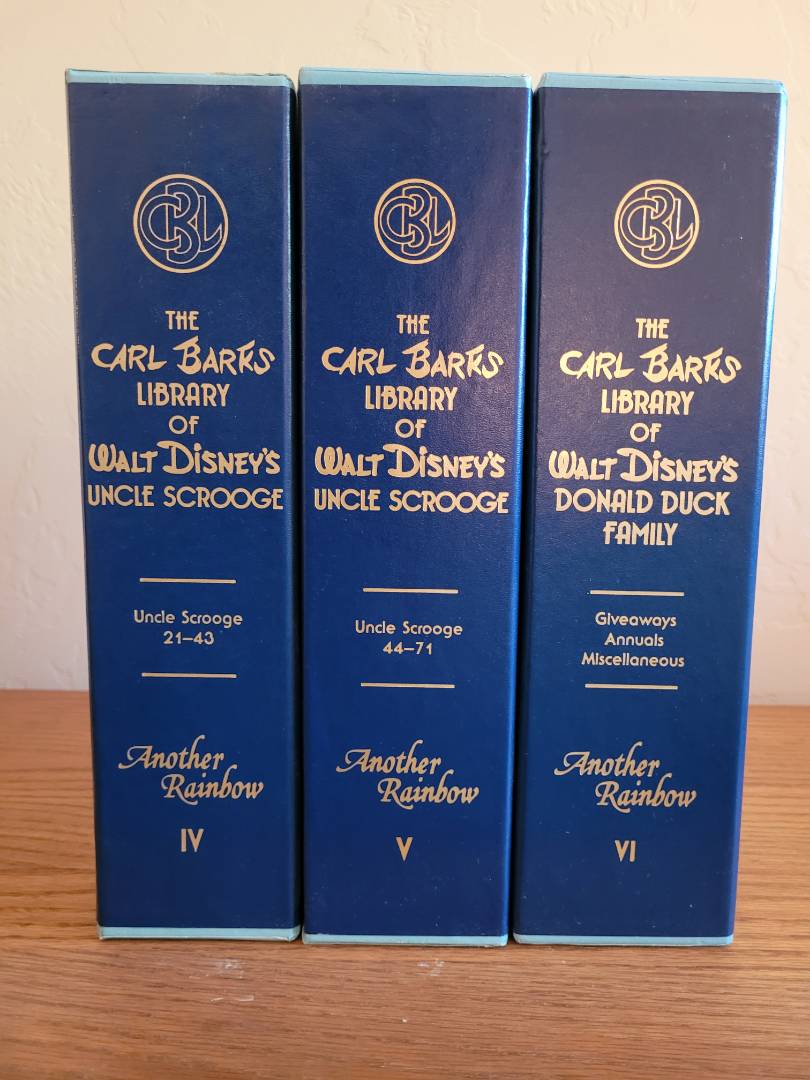 CBL
THE
CARL BARKS
LIBRARY
OF
WALT DISNEY'S
UNCLE SCROOGE
Uncle Scrooge
21–43
Another
Rainbow
IV
CBL
THE
CARL BARKS
LIBRARY
OF
WALT DISNEY'S
UNCLE SCROOGE
Uncle Scrooge
44–71
Another
Rainbow
V
CBL
THE
CARL BARKS
LIBRARY
OF
WALT DISNEY'S
DONALD DUCK
FAMILY
Giveaways
Annuals
Miscellaneous
Another
Rainbow
VI